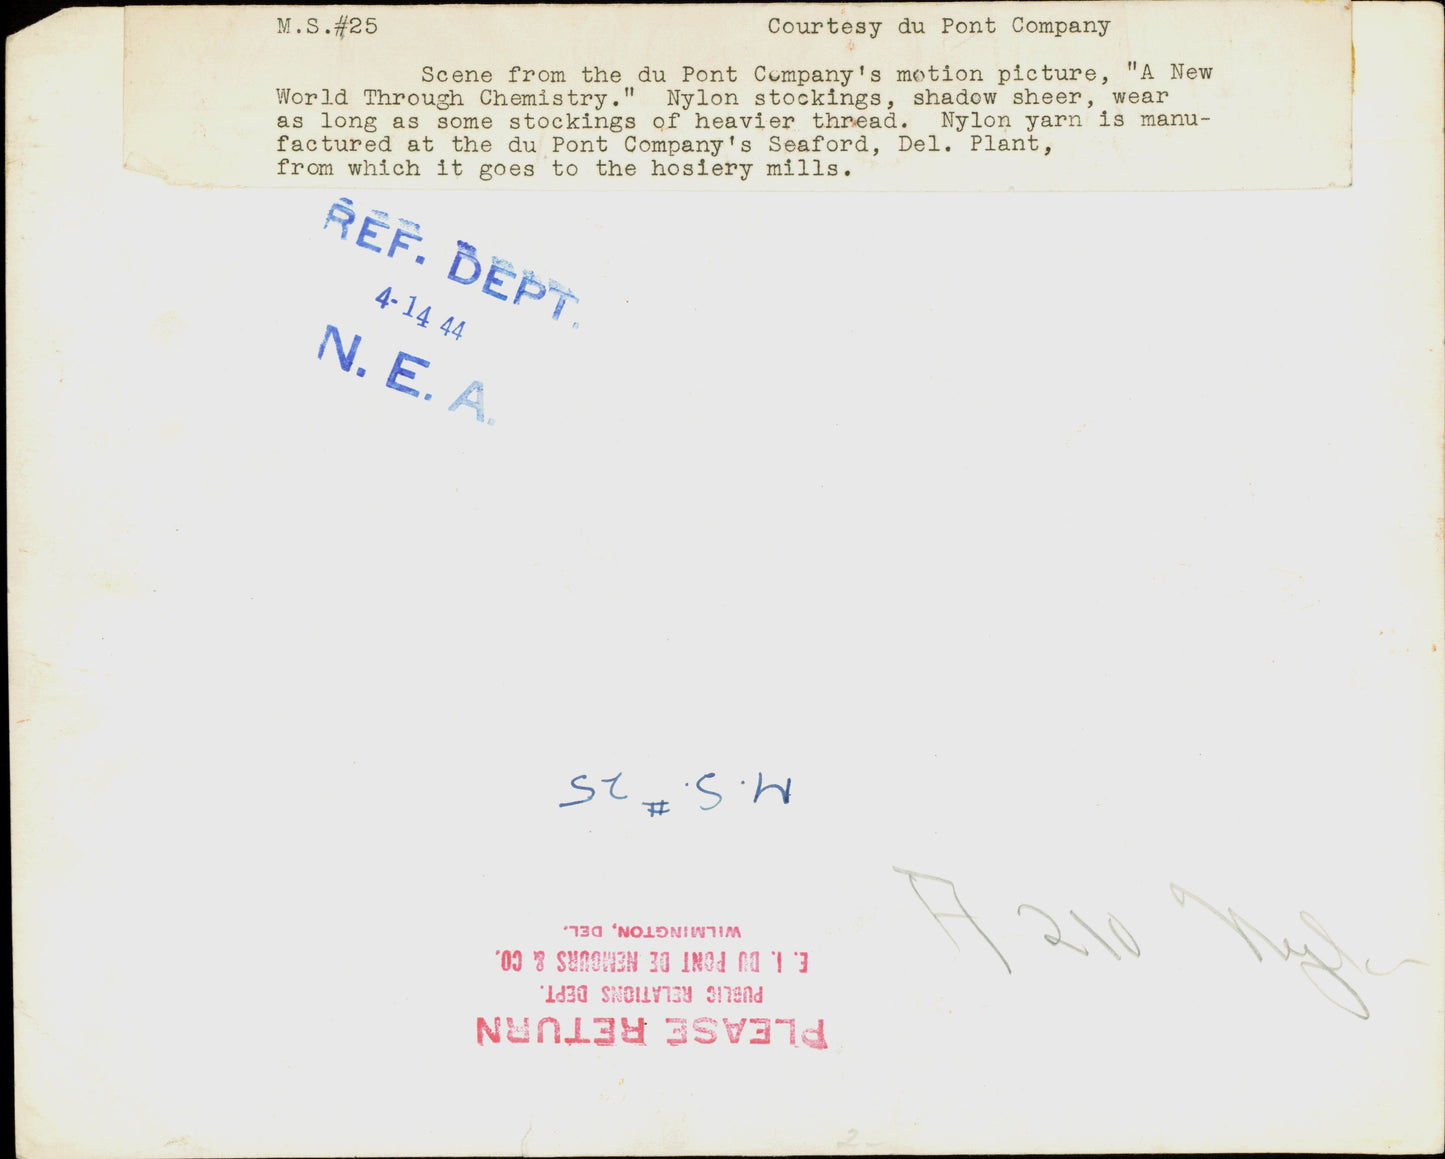 M.S.#25 Courtesy du Pont Company
Scene from the du Pont Company's motion picture, "A New
World Through Chemistry." Nylon stockings, shadow sheer, wear
as long as some stockings of heavier thread. Nylon yarn is manu-
factured at the du Pont Company's Seaford, Del. Plant,
from which it goes to the hosiery mills.
REF. DEPT.
4-14 44
N. E. A.
M.S. # 25
A 210 Nylon
PLEASE RETURN
PUBLIC RELATIONS DEPT.
E. I. DU PONT DE NEMOURS & CO.
WILMINGTON, DEL.
2